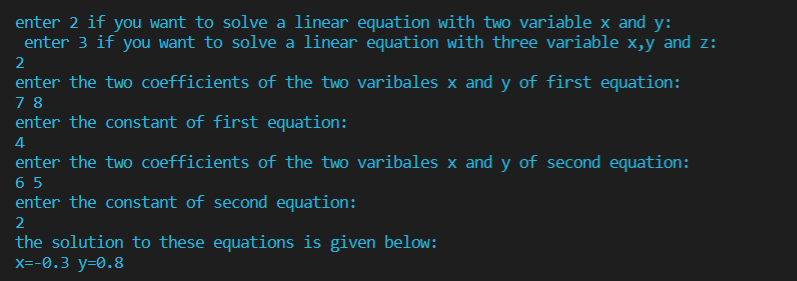 enter 2 if you want to solve a linear equation with two variable x and y:
enter 3 if you want to solve a linear equation with three variable x,y and z:
2
enter the two coefficients of the two varibales x and y of first equation:
7 8
enter the constant of first equation:
4
enter the two coefficients of the two varibales x and y of second equation:
6 5
enter the constant of second equation:
2
the solution to these equations is given below:
x=-0.3 y=0.8